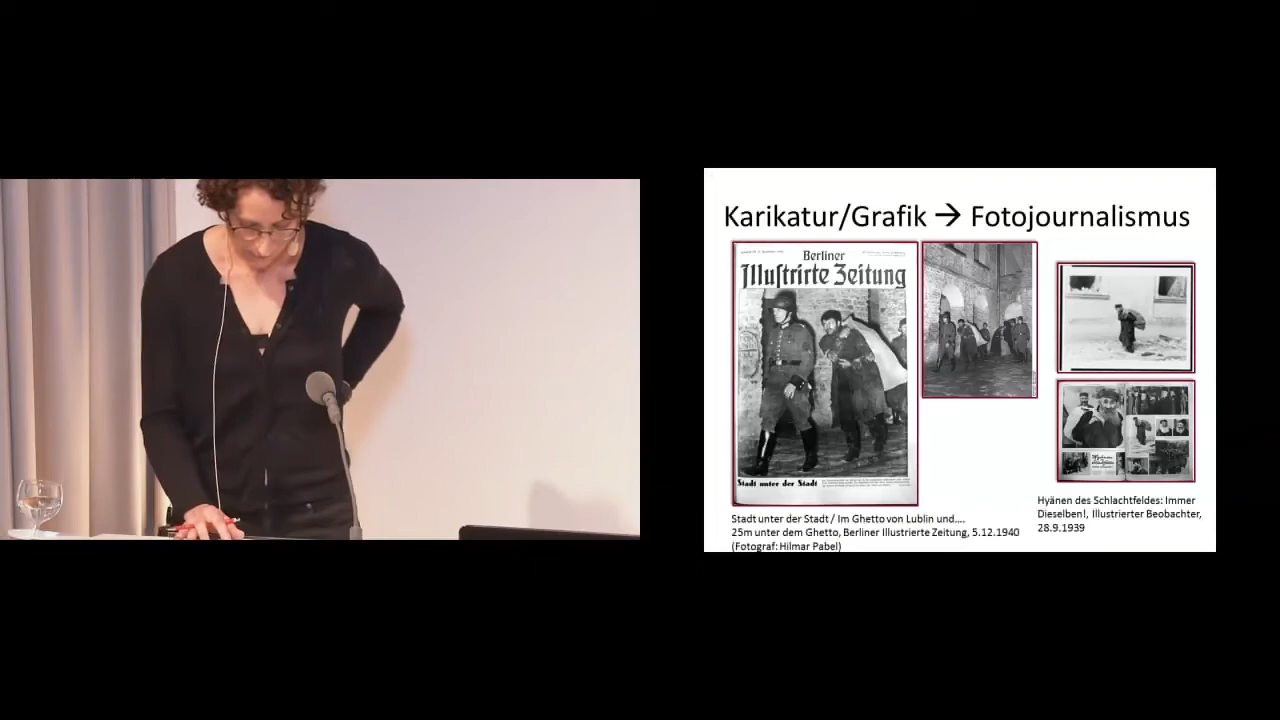 Karikatur/Grafik → Fotojournalismus
Berliner
Illustrirte Zeitung
Stadt unter der Stadt
Stadt unter der Stadt / Im Ghetto von Lublin und....
25m unter dem Ghetto, Berliner Illustrierte Zeitung, 5.12.1940
(Fotograf: Hilmar Pabel)
Hyänen des Schlachtfeldes: Immer
Dieselben!, Illustrierter Beobachter,
28.9.1939